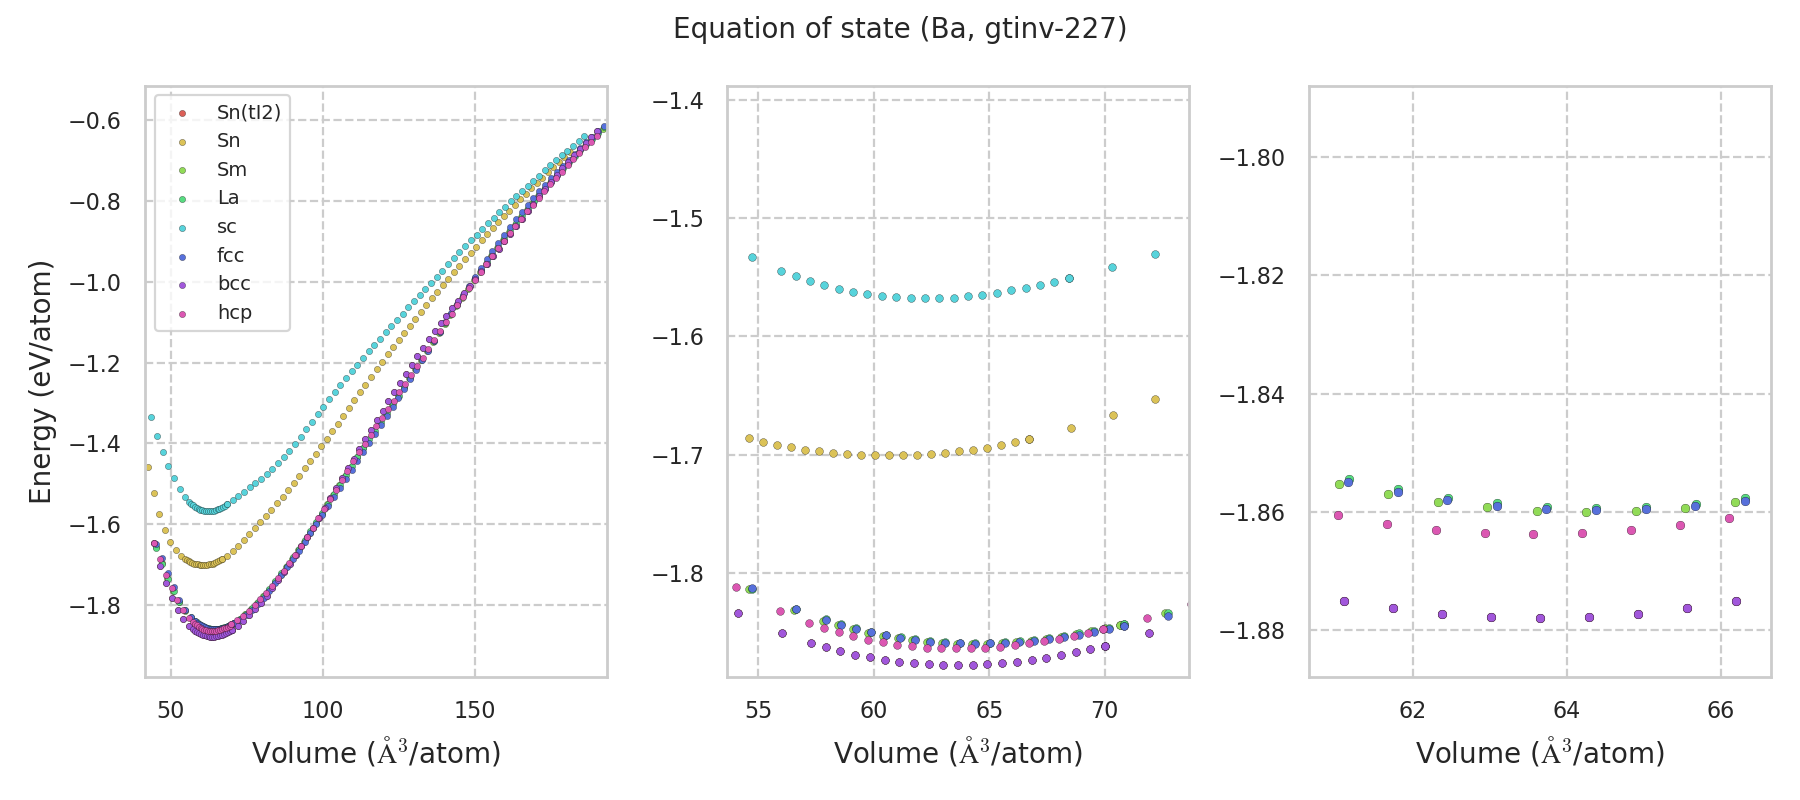 Equation of state (Ba, gtinv-227)
Energy (eV/atom)
−0.6
−0.8
−1.0
−1.2
−1.4
−1.6
−1.8
Sn(tI2)
Sn
Sm
La
sc
fcc
bcc
hcp
50 100 150
Volume (Å³/atom)
−1.4
−1.5
−1.6
−1.7
−1.8
55 60 65 70
Volume (Å³/atom)
−1.80
−1.82
−1.84
−1.86
−1.88
62 64 66
Volume (Å³/atom)